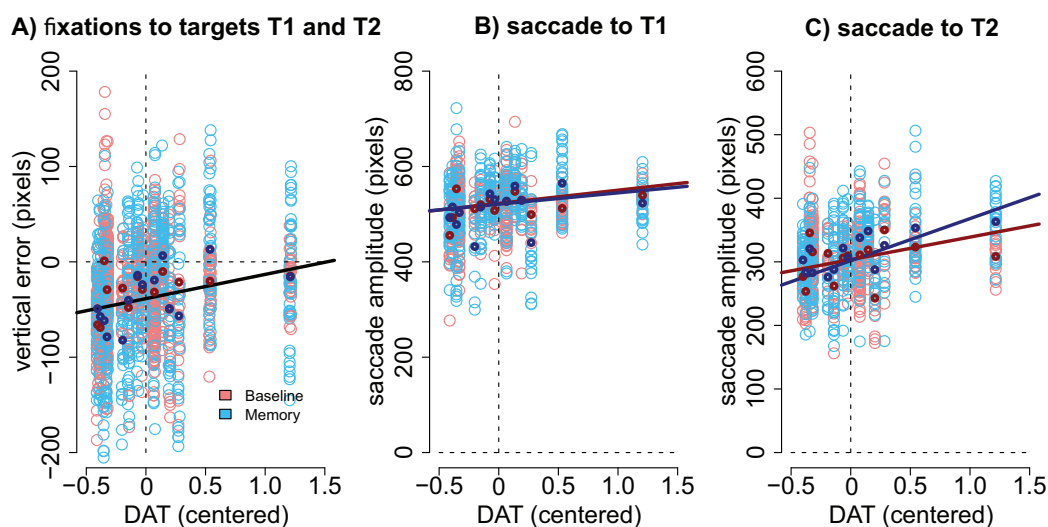 A) fixations to targets T1 and T2
B) saccade to T1
C) saccade to T2
vertical error (pixels)
200
100
0
−100
−200
Baseline
Memory
−0.5 0 0.5 1.0 1.5
DAT (centered)
saccade amplitude (pixels)
800
600
400
200
0
−0.5 0 0.5 1.0 1.5
DAT (centered)
saccade amplitude (pixels)
600
500
400
300
200
100
0
−0.5 0 0.5 1.0 1.5
DAT (centered)